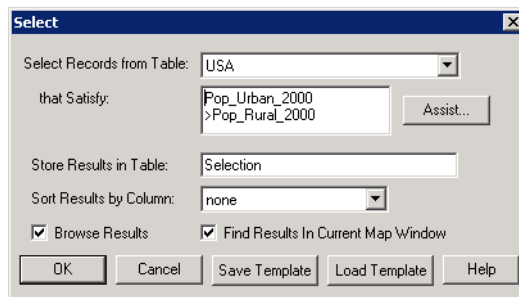 Select
Select Records from Table: USA
that Satisfy: Pop_Urban_2000
>Pop_Rural_2000
Assist...
Store Results in Table: Selection
Sort Results by Column: none
Browse Results Find Results In Current Map Window
OK Cancel Save Template Load Template Help